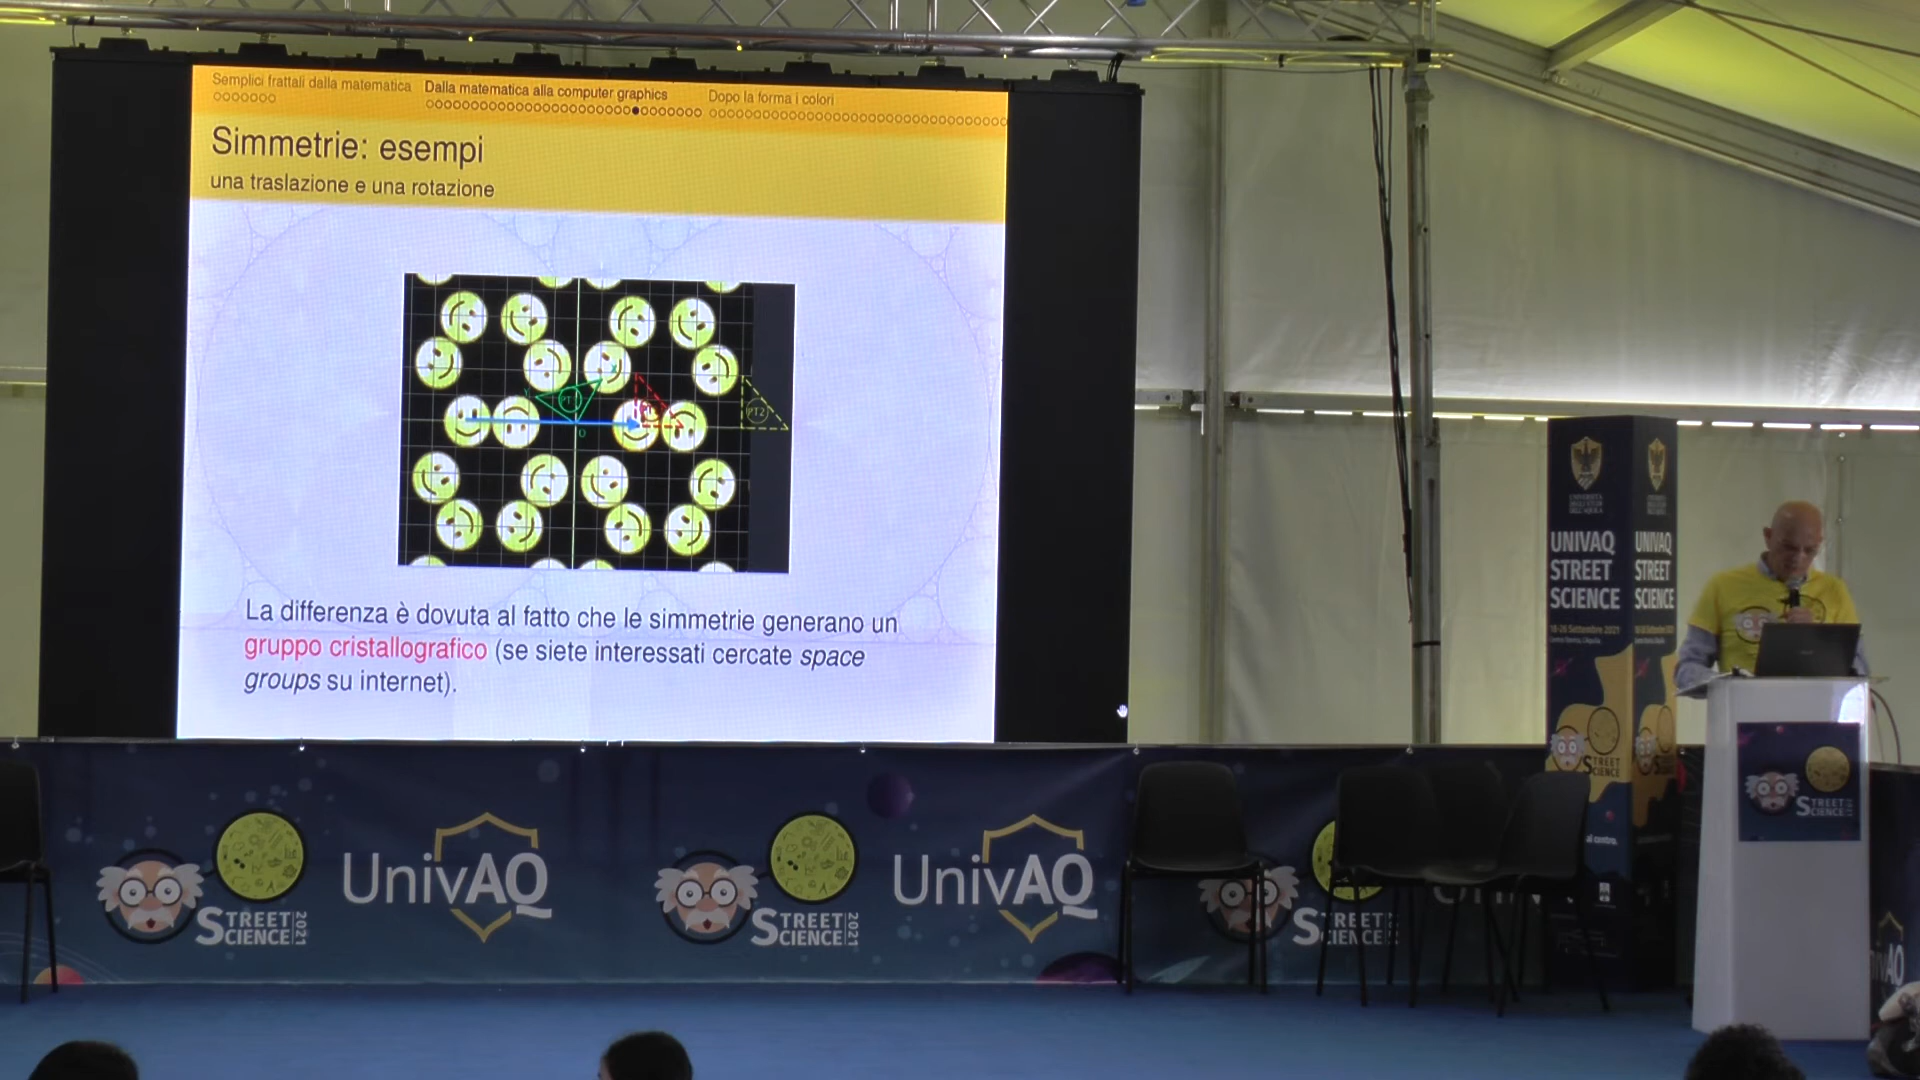 Semplici frattali dalla matematica
Dalla matematica alla computer graphics
Dopo la forma i colori
Simmetrie: esempi
una traslazione e una rotazione
PT2
O
La differenza è dovuta al fatto che le simmetrie generano un
gruppo cristallografico (se siete interessati cercate space
groups su internet).
UNIVAQ
STREET
SCIENCE
UNIVAQ
STREET
SCIENCE
STREET
SCIENCE
STREET
SCIENCE 2021
UnivAQ
STREET
SCIENCE 2021
UnivAQ
STREET
SCIENCE